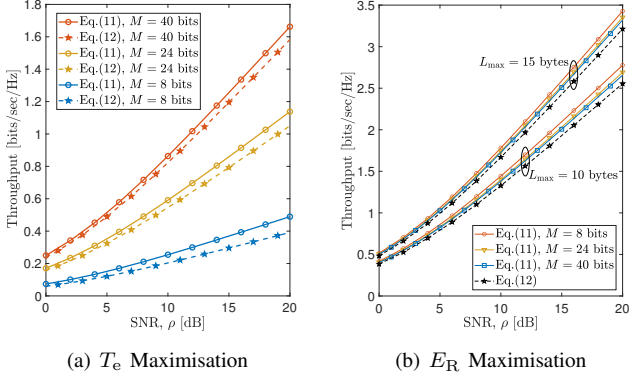 Throughput [bits/sec/Hz]
1.8
1.6
1.4
1.2
1
0.8
0.6
0.4
0.2
0
Eq.(11), M = 40 bits
Eq.(12), M = 40 bits
Eq.(11), M = 24 bits
Eq.(12), M = 24 bits
Eq.(11), M = 8 bits
Eq.(12), M = 8 bits
0 5 10 15 20
SNR, ρ [dB]
(a) Te Maximisation
Throughput [bits/sec/Hz]
3.5
3
2.5
2
1.5
1
0.5
0
Lmax = 15 bytes
Lmax = 10 bytes
Eq.(11), M = 8 bits
Eq.(11), M = 24 bits
Eq.(11), M = 40 bits
Eq.(12)
0 5 10 15 20
SNR, ρ [dB]
(b) ER Maximisation